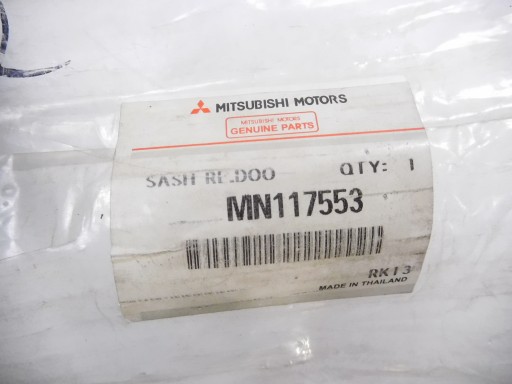 MITSUBISHI MOTORS
MITSUBISHI MOTORS
GENUINE PARTS
SASH RR.DOO QTY: 1
MN117553
RK13
MADE IN THAILAND